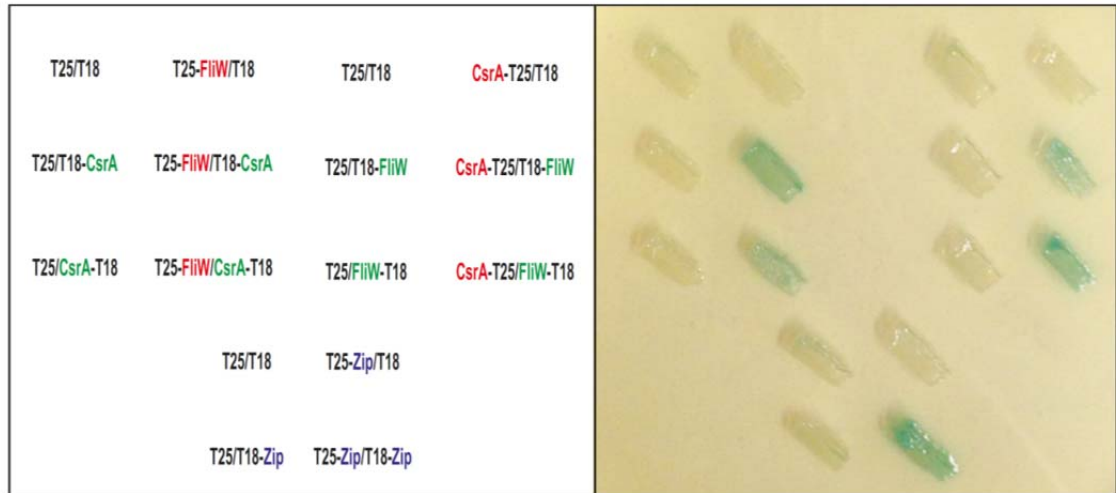 T25/T18 T25-FliW/T18 T25/T18 CsrA-T25/T18
T25/T18-CsrA T25-FliW/T18-CsrA T25/T18-FliW CsrA-T25/T18-FliW
T25/CsrA-T18 T25-FliW/CsrA-T18 T25/FliW-T18 CsrA-T25/FliW-T18
T25/T18 T25-Zip/T18
T25/T18-Zip T25-Zip/T18-Zip